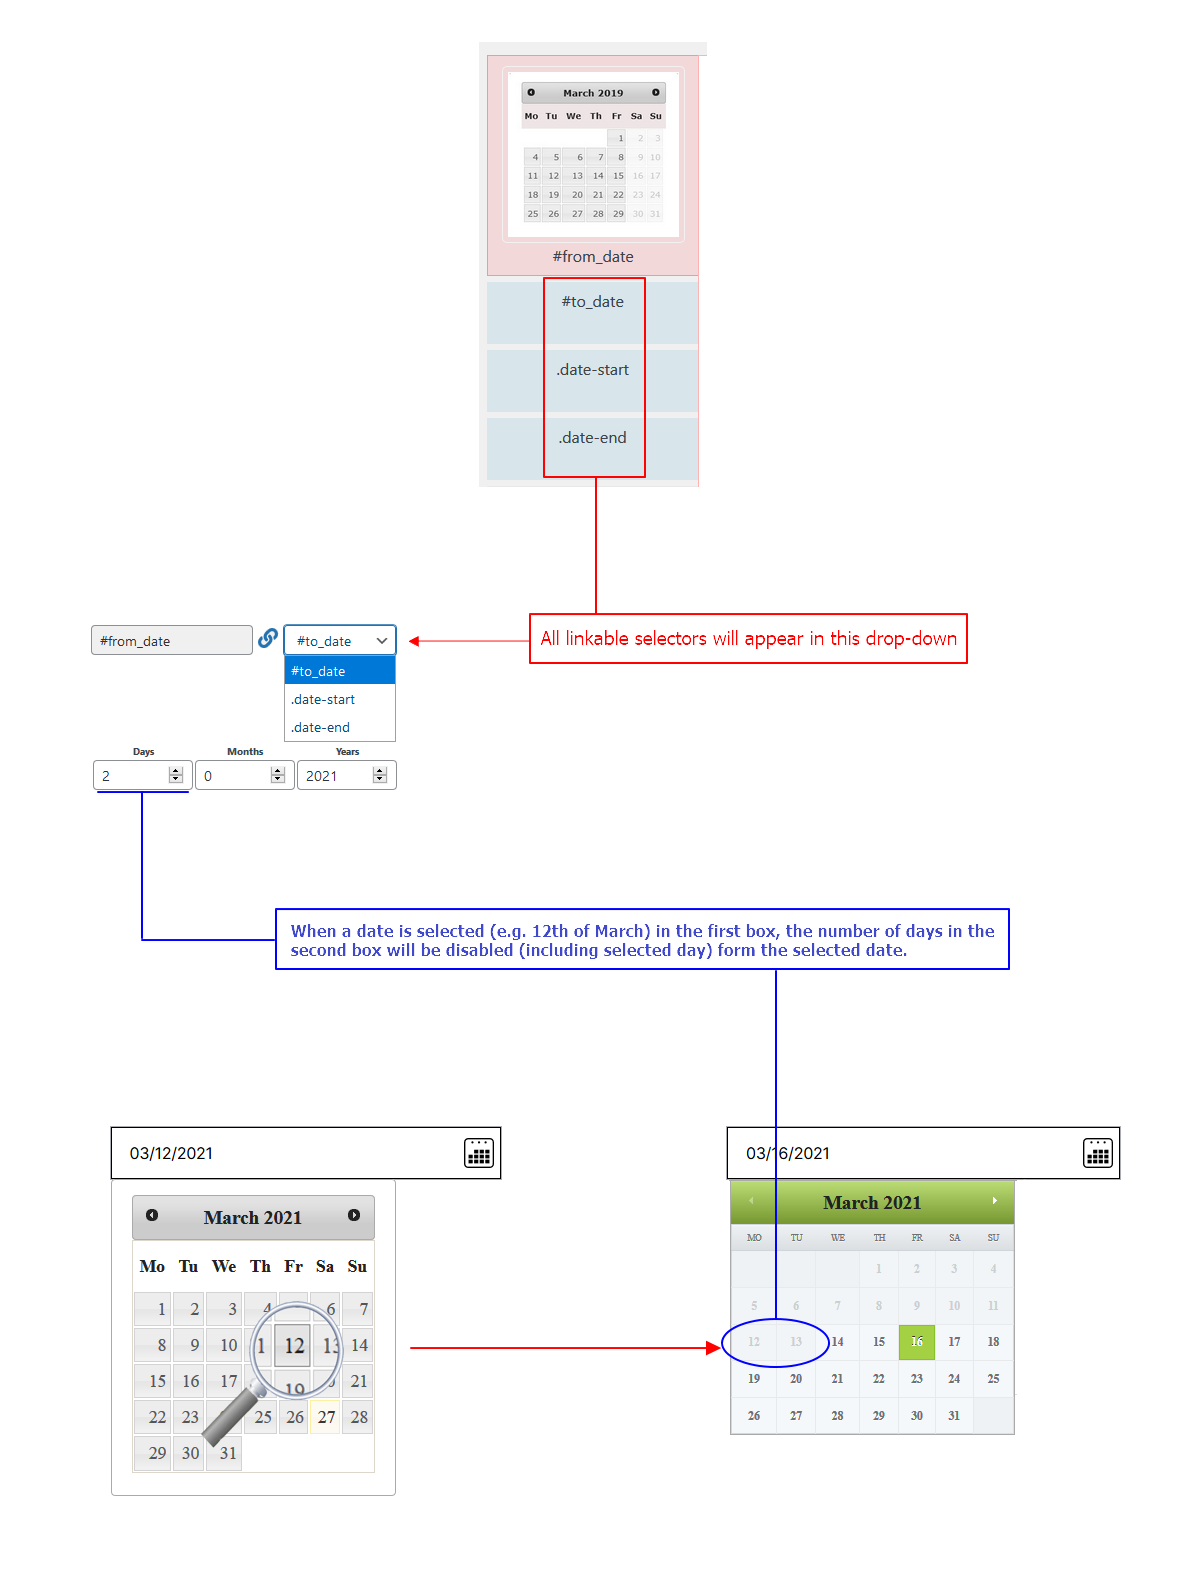 March 2019
Mo Tu We Th Fr Sa Su
1 2 3
4 5 6 7 8 9 10
11 12 13 14 15 16 17
18 19 20 21 22 23 24
25 26 27 28 29 30 31
#from_date
#to_date
.date-start
.date-end
All linkable selectors will appear in this drop-down
#from_date #to_date
#to_date
.date-start
.date-end
Days Months Years
2 0 2021
When a date is selected (e.g. 12th of March) in the first box, the number of days in the
second box will be disabled (including selected day) form the selected date.
03/12/2021
March 2021
Mo Tu We Th Fr Sa Su
1 2 3 4 6 7
8 9 10 1 12 13 14
15 16 17 19 21
22 23 25 26 27 28
29 30 31
03/16/2021
March 2021
MO TU WE TH FR SA SU
1 2 3 4
5 6 7 8 9 10 11
12 13 14 15 16 17 18
19 20 21 22 23 24 25
26 27 28 29 30 31